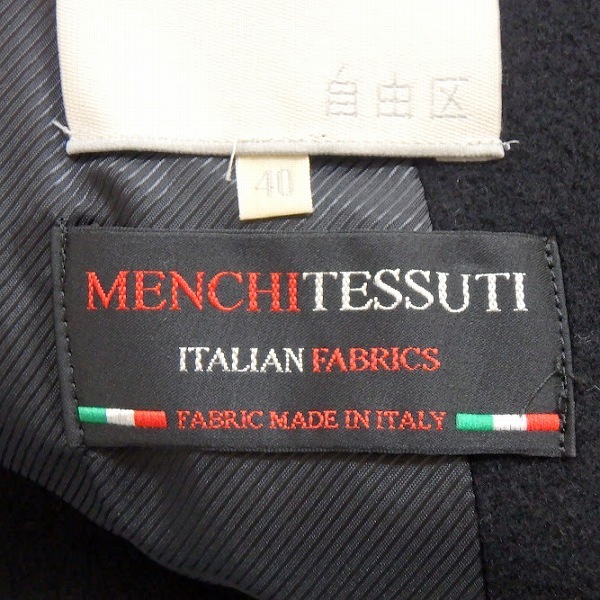 自由区
40
MENCHITESSUTI
ITALIAN FABRICS
FABRIC MADE IN ITALY